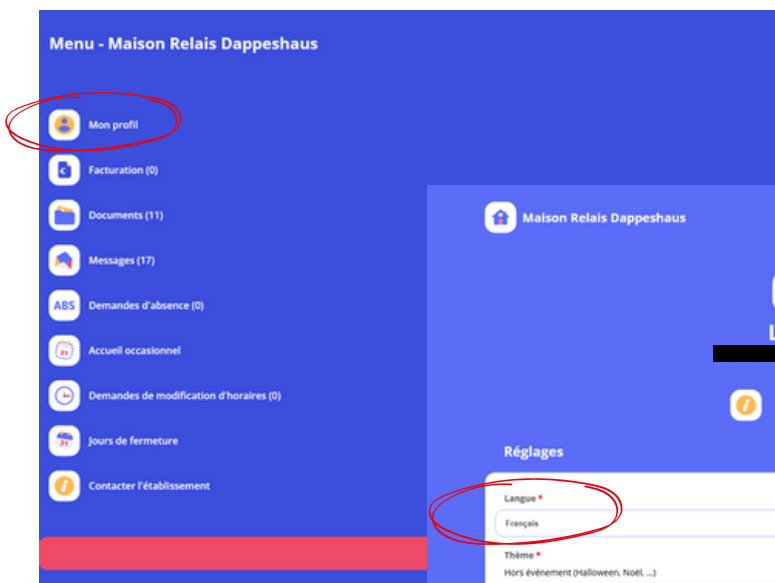 Menu - Maison Relais Dappeshaus
Mon profil
Facturation (0)
Documents (11)
Messages (17)
ABS Demandes d'absence (0)
31 Accueil occasionnel
Demandes de modification d'horaires (0)
31 Jours de fermeture
Contacter l'établissement
Maison Relais Dappeshaus
L
Réglages
Langue *
Français
Thème *
Hors événement (Halloween, Noël, ...)